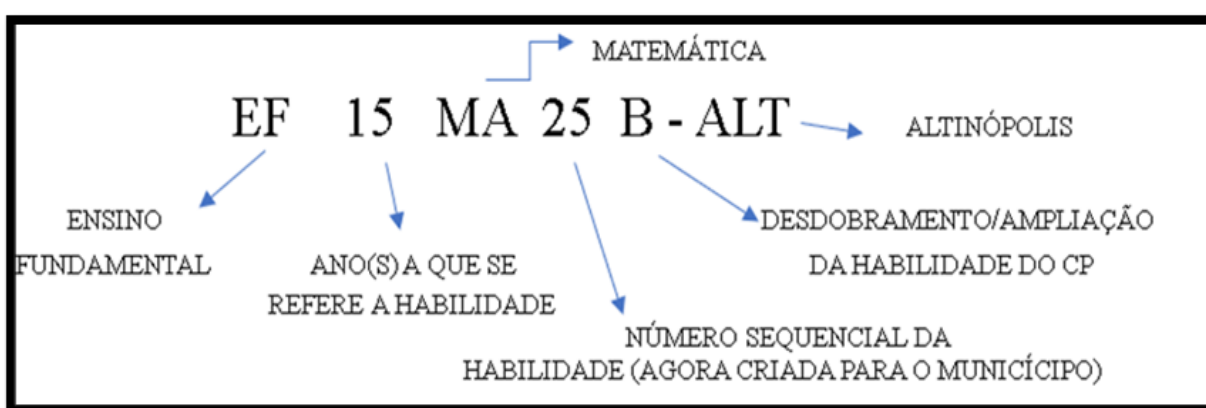 MATEMÁTICA
EF 15 MA 25 B - ALT
ALTINÓPOLIS
ENSINO
FUNDAMENTAL
ANO(S) A QUE SE
REFERE A HABILIDADE
DESDOBRAMENTO/AMPLIAÇÃO
DA HABILIDADE DO CP
NÚMERO SEQUENCIAL DA
HABILIDADE (AGORA CRIADA PARA O MUNICÍCIPO)